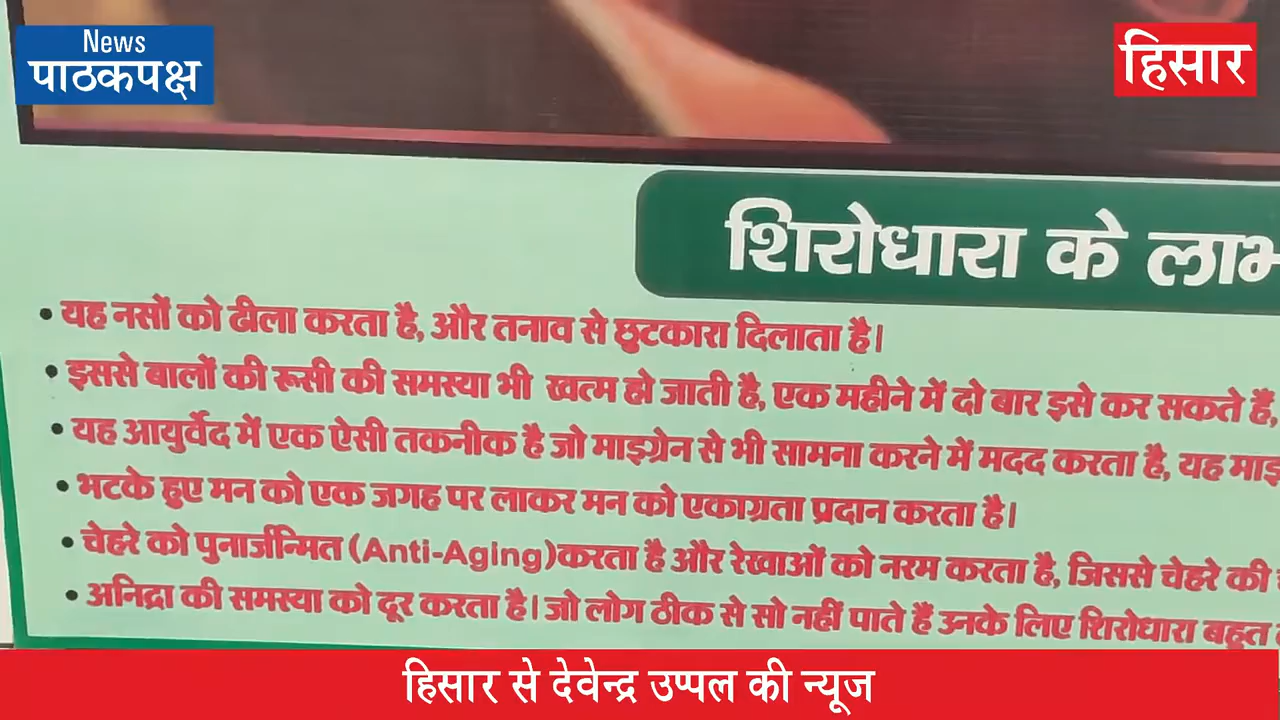 News
पाठकपक्ष
हिसार
शिरोधारा के लाभ
• यह नसों को ढीला करता है, और तनाव से छुटकारा दिलाता है।
• इससे बालों की रूसी की समस्या भी खत्म हो जाती है, एक महीने में दो बार इसे कर सकते हैं,
• यह आयुर्वेद में एक ऐसी तकनीक है जो माइग्रेन से भी सामना करने में मदद करता है, यह
• भटके हुए मन को एक जगह पर लाकर मन को एकाग्रता प्रदान करता है।
• चेहरे को पुनार्जन्मित (Anti-Aging)करता है और रेखाओं को नरम करता है, जिससे चेहरे की
• अनिद्रा की समस्या को दूर करता है। जो लोग ठीक से सो नहीं पाते हैं उनके लिए शिरोधारा बहुत
हिसार से देवेन्द्र उप्पल की न्यूज